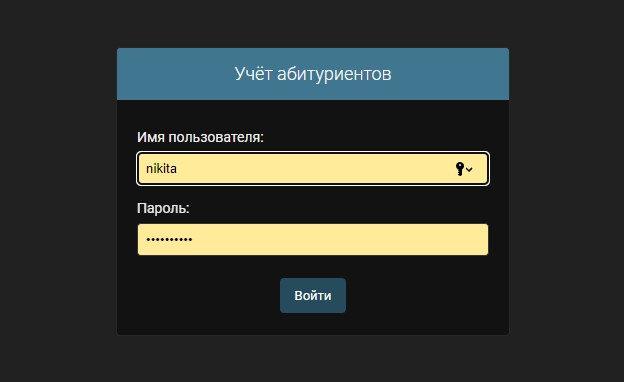 Учёт абитуриентов
Имя пользователя:
nikita
Пароль:
••••••••••
Войти